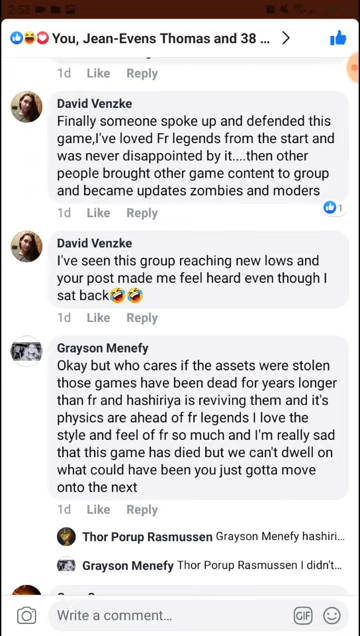 2:53
You, Jean-Evens Thomas and 38 ...
1d Like Reply
David Venzke
Finally someone spoke up and defended this
game,I've loved Fr legends from the start and
was never disappointed by it....then other
people brought other game content to group
and became updates zombies and moders
1d Like Reply
1
David Venzke
I've seen this group reaching new lows and
your post made me feel heard even though I
sat back🤣🤣
1d Like Reply
Grayson Menefy
Okay but who cares if the assets were stolen
those games have been dead for years longer
than fr and hashiriya is reviving them and it's
physics are ahead of fr legends I love the
style and feel of fr so much and I'm really sad
that this game has died but we can't dwell on
what could have been you just gotta move
onto the next
1d Like Reply
Thor Porup Rasmussen Grayson Menefy hashiri...
Grayson Menefy Thor Porup Rasmussen I didn't...
Write a comment...
GIF